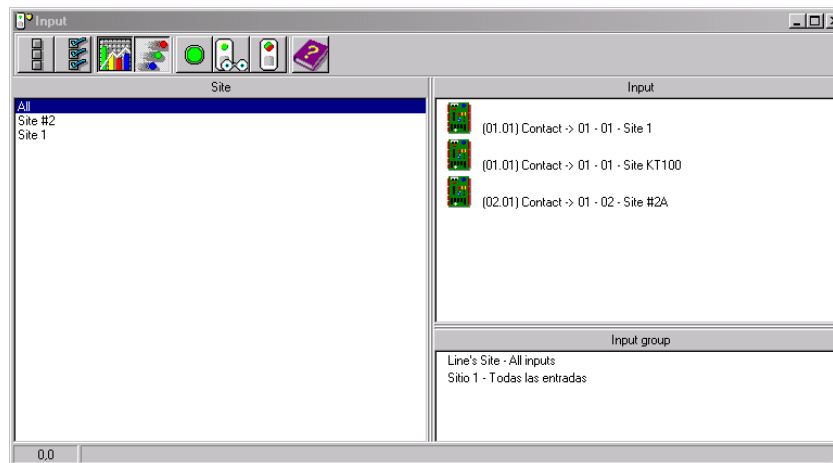 Input
Site
All
Site #2
Site 1
Input
(01.01) Contact -> 01 - 01 - Site 1
(01.01) Contact -> 01 - 01 - Site KT100
(02.01) Contact -> 01 - 02 - Site #2A
Input group
Line's Site - All inputs
Sitio 1 - Todas las entradas
0,0